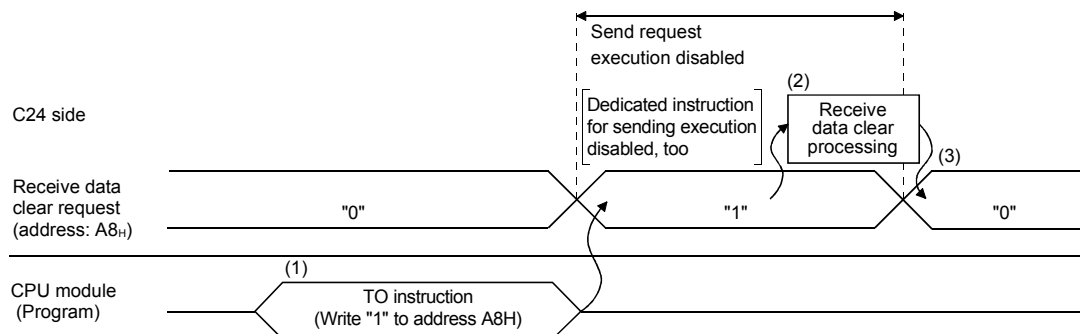 Send request
execution disabled
(2)
C24 side
Dedicated instruction
for sending execution
disabled, too
Receive
data clear
processing
(3)
Receive data
clear request
(address: A8H)
"0"
"1"
"0"
(1)
CPU module
(Program)
TO instruction
(Write "1" to address A8H)